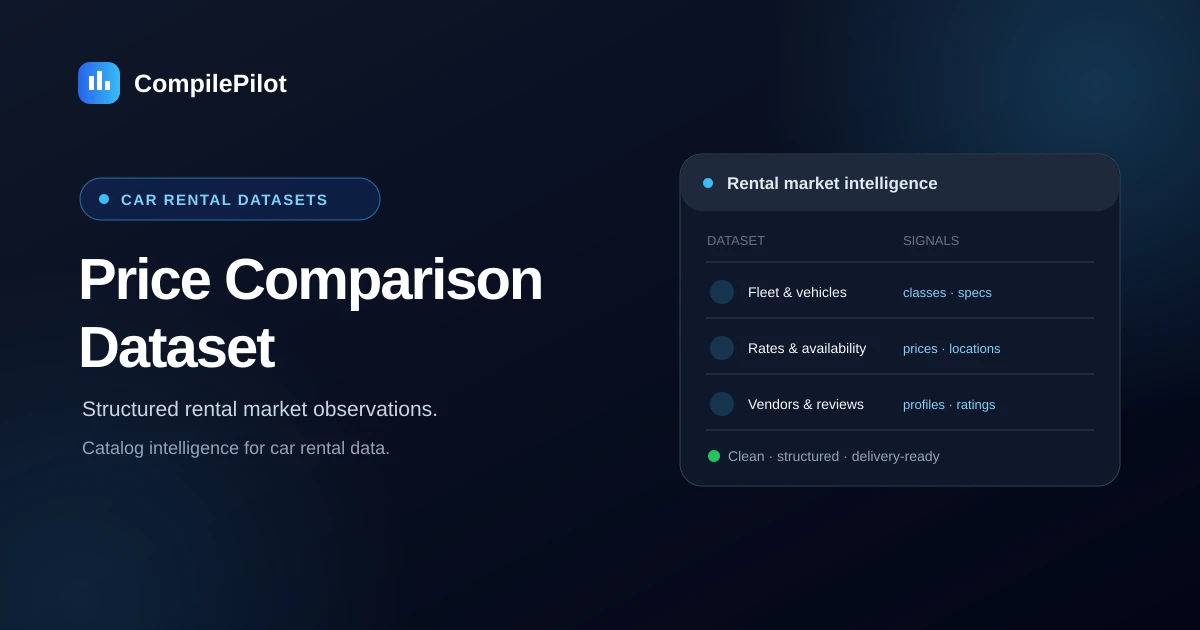 CompilePilot
CAR RENTAL DATASETS
Price Comparison
Dataset
Structured rental market observations.
Catalog intelligence for car rental data.
Rental market intelligence
DATASET SIGNALS
Fleet & vehicles classes · specs
Rates & availability prices · locations
Vendors & reviews profiles · ratings
Clean · structured · delivery-ready